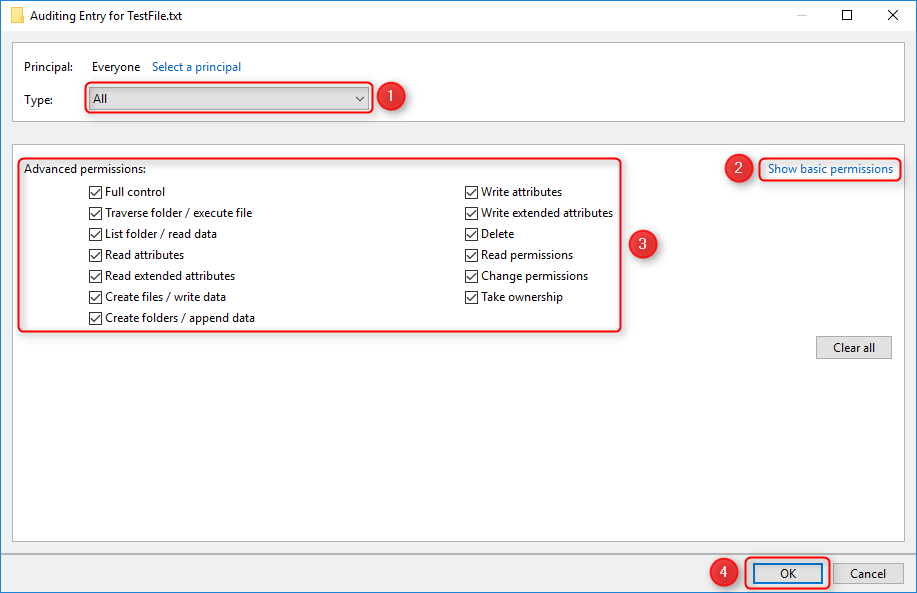 Auditing Entry for TestFile.txt
Principal: Everyone Select a principal
Type: All 1
Advanced permissions: 2 Show basic permissions
Full control Write attributes
Traverse folder / execute file Write extended attributes
List folder / read data Delete 3
Read attributes Read permissions
Read extended attributes Change permissions
Create files / write data Take ownership
Create folders / append data
Clear all
4 OK Cancel